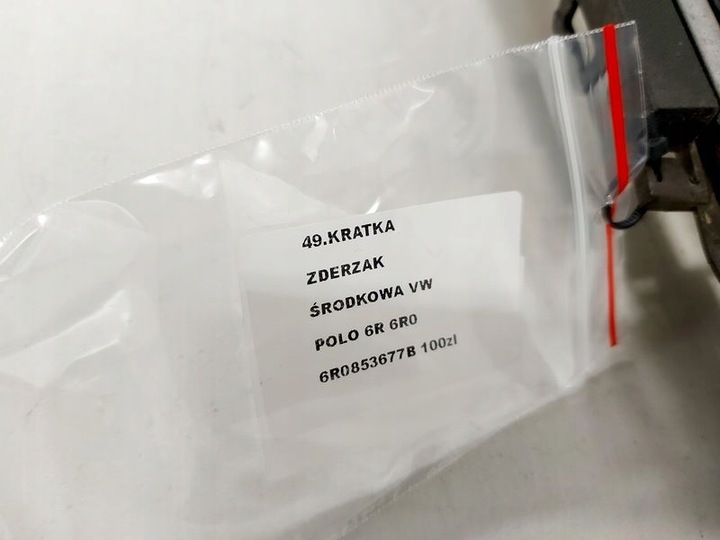 49.KRATKA
ZDERZAK
ŚRODKOWA VW
POLO 6R 6R0
6R0853677B 100zl